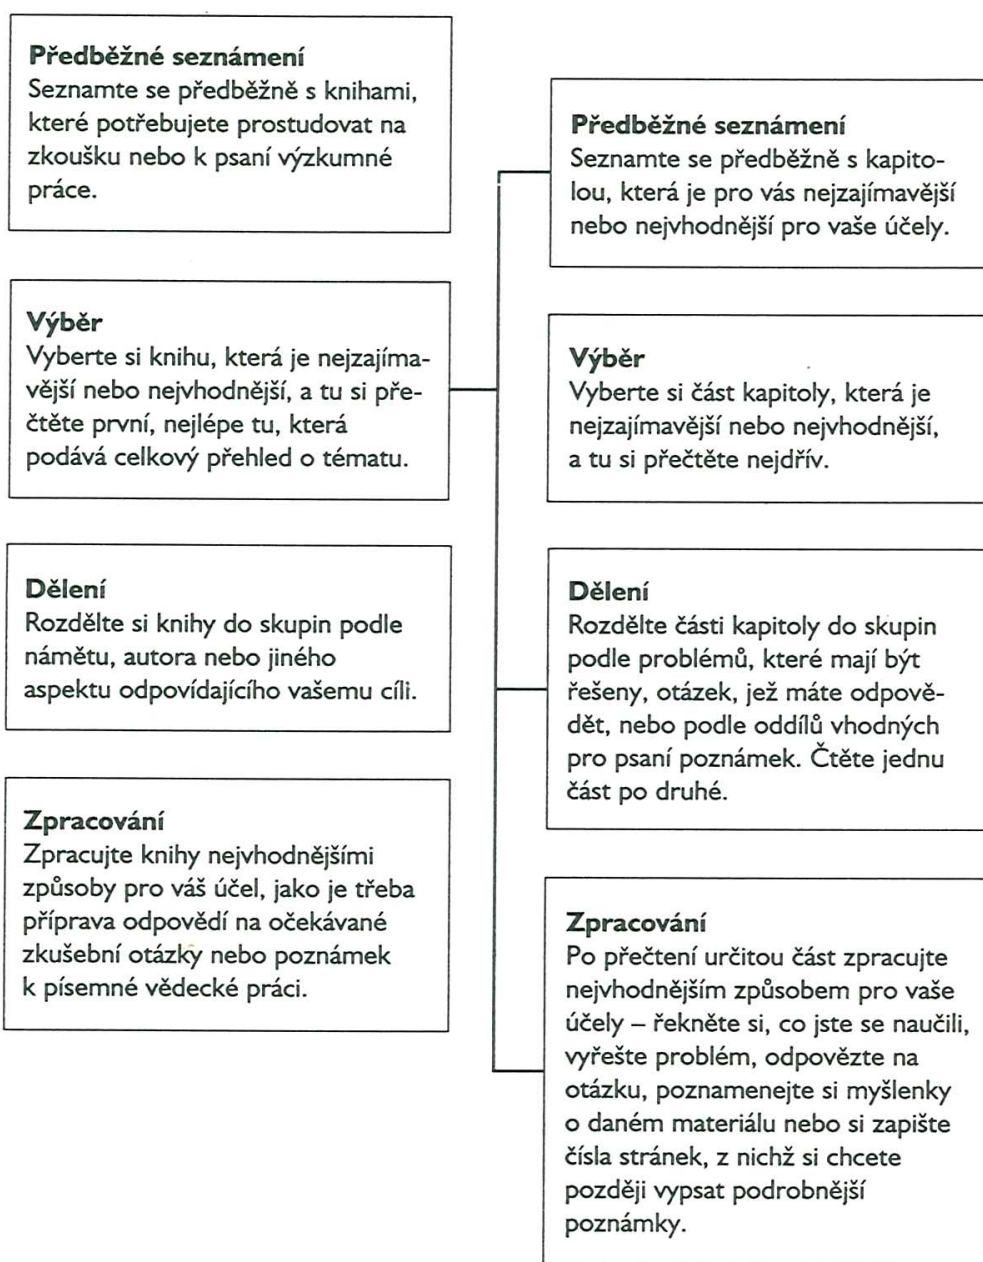 Předběžné seznámení
Seznamte se předběžně s knihami,
které potřebujete prostudovat na
zkoušku nebo k psaní výzkumné
práce.
Výběr
Vyberte si knihu, která je nejzajíma-
vější nebo nejvhodnější, a tu si pře-
čtěte první, nejlépe tu, která
podává celkový přehled o tématu.
Dělení
Rozdělte si knihy do skupin podle
námětu, autora nebo jiného
aspektu odpovídajícího vašemu cíli.
Zpracování
Zpracujte knihy nejvhodnějšími
způsoby pro váš účel, jako je třeba
příprava odpovědí na očekávané
zkušební otázky nebo poznámek
k písemné vědecké práci.
Předběžné seznámení
Seznamte se předběžně s kapito-
lou, která je pro vás nejzajímavější
nebo nejvhodnější pro vaše účely.
Výběr
Vyberte si část kapitoly, která je
nejzajímavější nebo nejvhodnější,
a tu si přečtěte nejdřív.
Dělení
Rozdělte části kapitoly do skupin
podle problémů, které mají být
řešeny, otázek, jež máte odpově-
dět, nebo podle oddílů vhodných
pro psaní poznámek. Čtěte jednu
část po druhé.
Zpracování
Po přečtení určitou část zpracujte
nejvhodnějším způsobem pro vaše
účely – řekněte si, co jste se naučili,
vyřešte problém, odpovězte na
otázku, poznamenejte si myšlenky
o daném materiálu nebo si zapište
čísla stránek, z nichž si chcete
později vypsat podrobnější
poznámky.